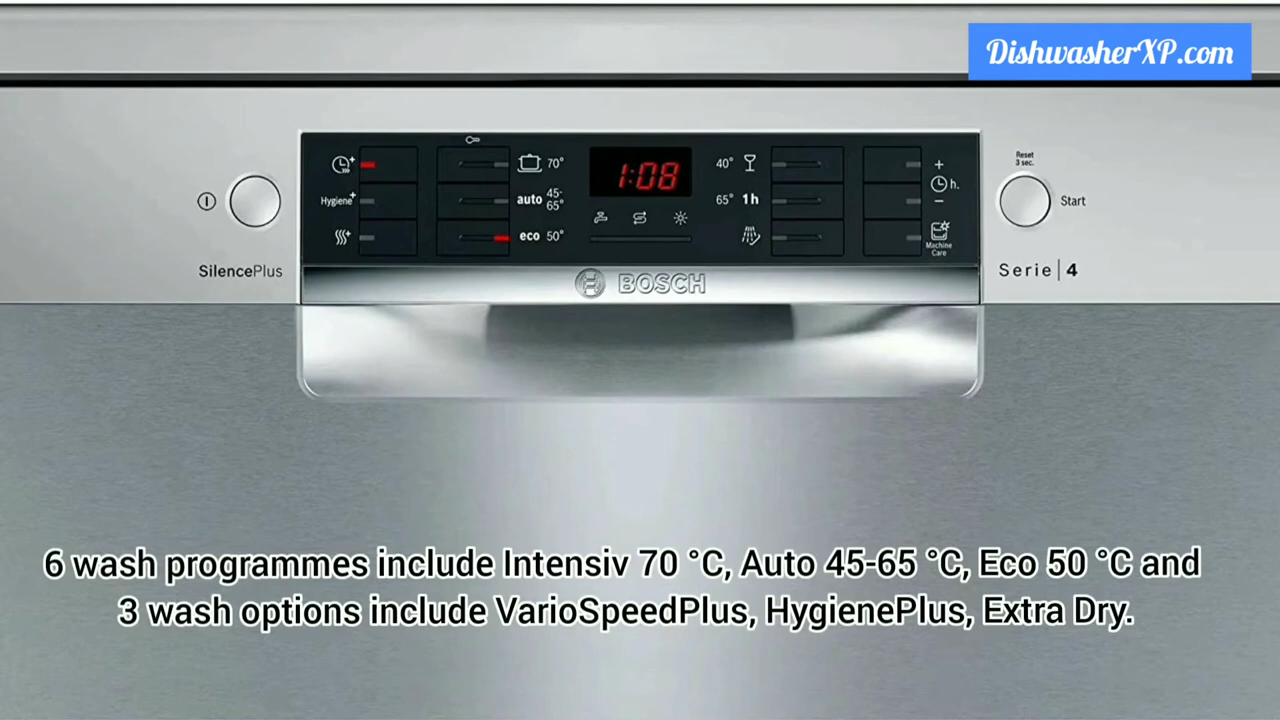 DishwasherXP.com
Reset
3 sec.
70°
1:08
40°
+
h.
Hygiene+
auto 45-
65°
65° 1h
−
Start
eco 50°
Machine
Care
SilencePlus
BOSCH
Serie | 4
6 wash programmes include Intensiv 70 °C, Auto 45-65 °C, Eco 50 °C and
3 wash options include VarioSpeedPlus, HygienePlus, Extra Dry.